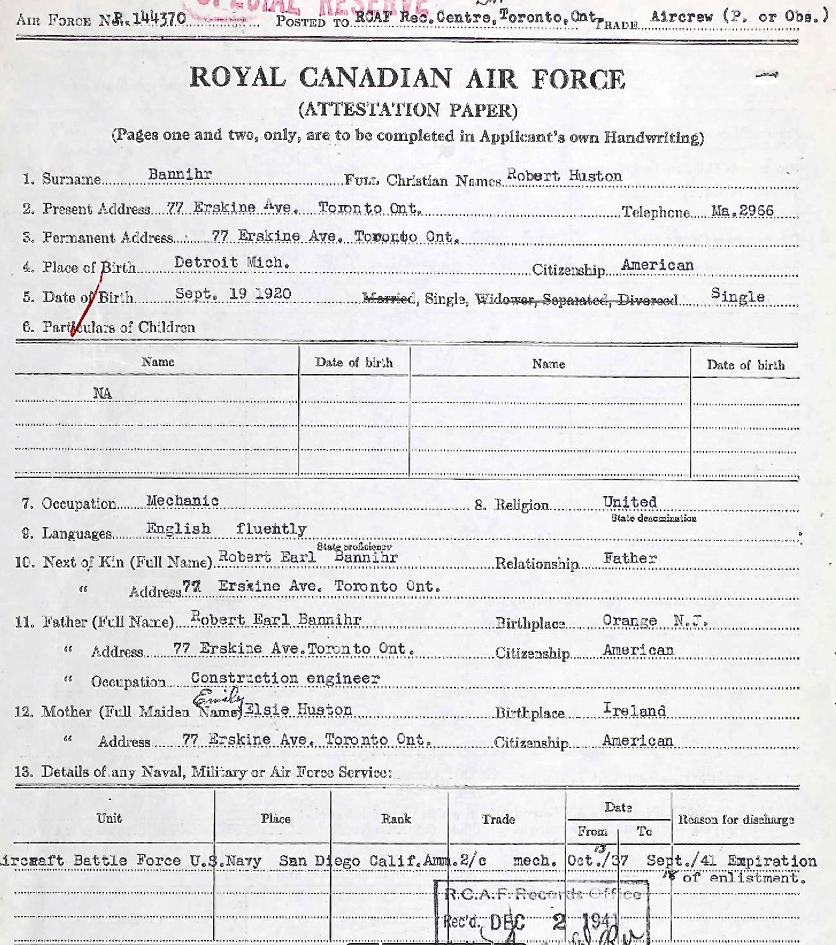 SPECIAL RESERVE
AIR FORCE No. R.144370 POSTED TO RCAF Rec.Centre,Toronto,Ont. TRADE Aircrew (P. or Obs.)
ROYAL CANADIAN AIR FORCE
(ATTESTATION PAPER)
(Pages one and two, only, are to be completed in Applicant's own Handwriting)
1. Surname Bannihr Full Christian Names Robert Huston
2. Present Address 77 Erskine Ave. Toronto Ont. Telephone Ma.2966
3. Permanent Address 77 Erskine Ave. Toronto Ont.
4. Place of Birth Detroit Mich. Citizenship American
5. Date of Birth Sept. 19 1920 Married, Single, Widower, Separated, Divorced Single
6. Particulars of Children
Name Date of birth Name Date of birth
NA
7. Occupation Mechanic 8. Religion United
State denomination
9. Languages English fluently
State proficiency
10. Next of Kin (Full Name) Robert Earl Bannihr Relationship Father
" Address 77 Erskine Ave. Toronto Ont.
11. Father (Full Name) Robert Earl Bannihr Birthplace Orange N.J.
" Address 77 Erskine Ave.Toronto Ont. Citizenship American
" Occupation Construction engineer
Emily
12. Mother (Full Maiden Name) Elsie Huston Birthplace Ireland
" Address 77 Erskine Ave. Toronto Ont. Citizenship American
13. Details of any Naval, Military or Air Force Service:
Unit Place Rank Trade Date Reason for discharge
From To
ircraft Battle Force U.S.Navy San Diego Calif. Amm.2/c mech. Oct./37 Sept./41 Expiration
18 of enlistment.
R.C.A.F. Records Office
Rec'd. DEC 2 1941